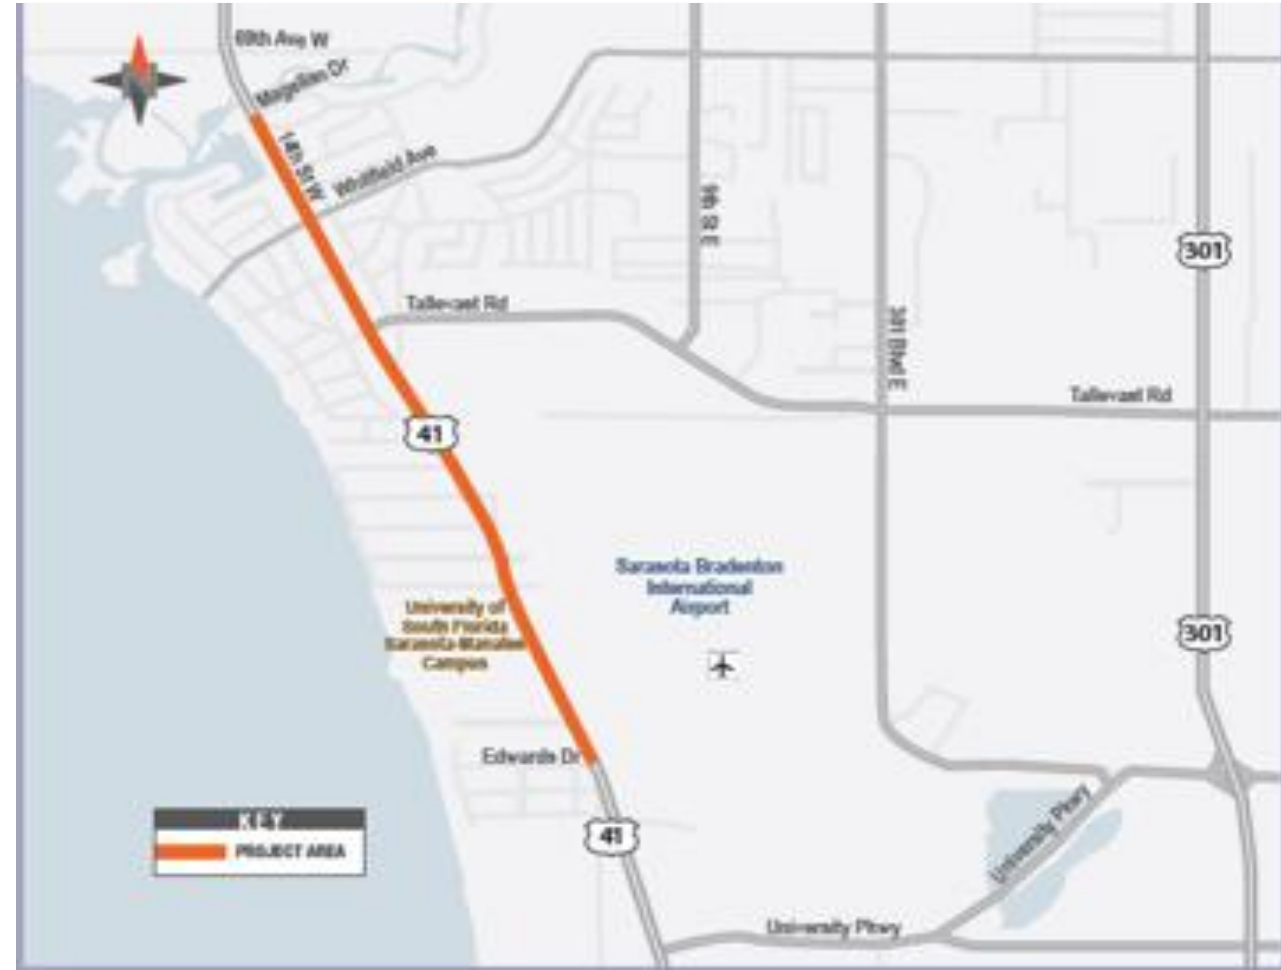 69th Ave W
Magellan Dr
14th St W
Whitfield Ave
9th St E
301
Tallevast Rd
301 Blvd E
Tallevast Rd
41
Sarasota Bradenton
International
Airport
University of
South Florida
Sarasota-Manatee
Campus
301
Edwards Dr
41
University Pkwy
KEY
PROJECT AREA
University Pkwy